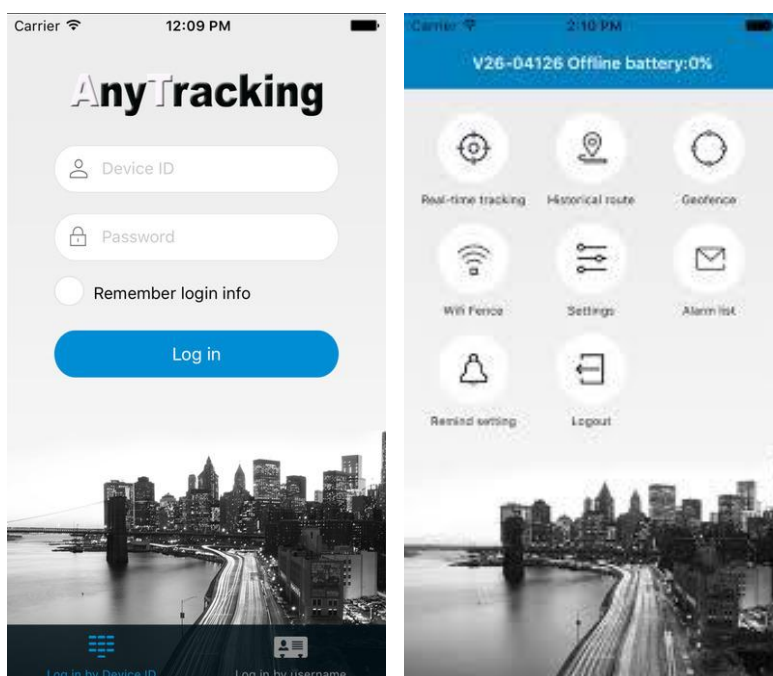 Carrier 12:09 PM
AnyTracking
Device ID
Password
Remember login info
Log in
Log in by Device ID Log in by username
Carrier 2:10 PM
V26-04126 Offline battery:0%
Real-time tracking Historical route Geofence
Wifi Fence Settings Alarm list
Remind setting Logout